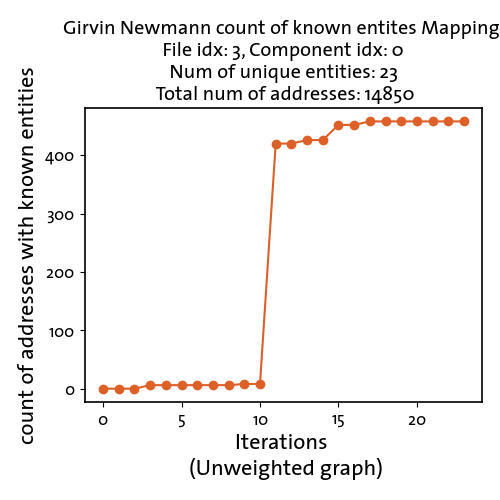 Girvin Newmann count of known entites Mapping
File idx: 3, Component idx: 0
Num of unique entities: 23
Total num of addresses: 14850
count of addresses with known entities
400
300
200
100
0
0 5 10 15 20
Iterations
(Unweighted graph)